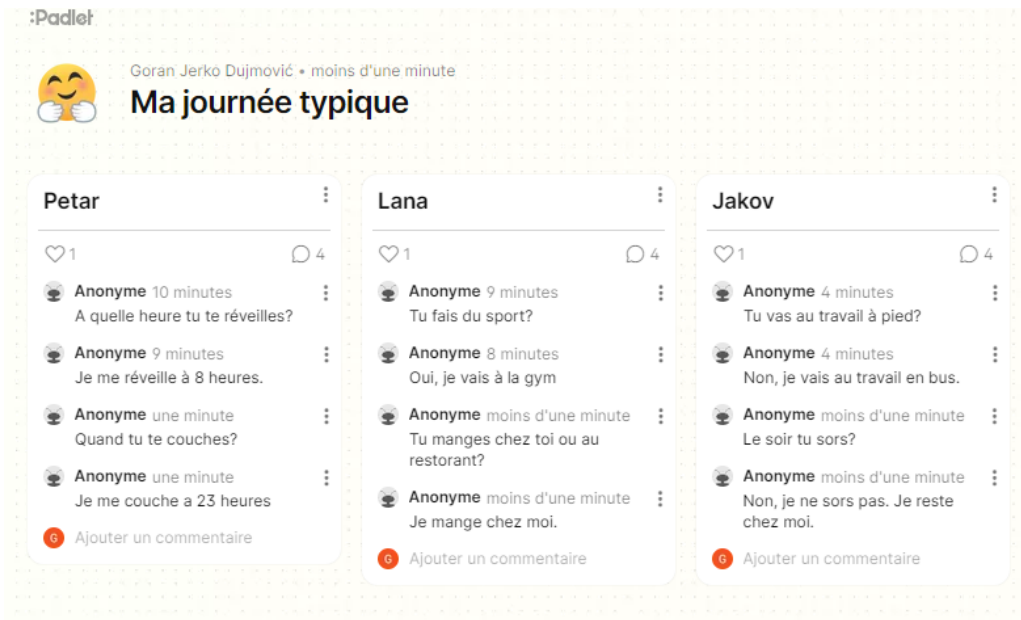 :Padlet
Goran Jerko Dujmović • moins d'une minute
Ma journée typique
Petar
1
4
Anonyme 10 minutes
A quelle heure tu te réveilles?
Anonyme 9 minutes
Je me réveille à 8 heures.
Anonyme une minute
Quand tu te couches?
Anonyme une minute
Je me couche a 23 heures
G Ajouter un commentaire
Lana
1
4
Anonyme 9 minutes
Tu fais du sport?
Anonyme 8 minutes
Oui, je vais à la gym
Anonyme moins d'une minute
Tu manges chez toi ou au
restorant?
Anonyme moins d'une minute
Je mange chez moi.
G Ajouter un commentaire
Jakov
1
4
Anonyme 4 minutes
Tu vas au travail à pied?
Anonyme 4 minutes
Non, je vais au travail en bus.
Anonyme moins d'une minute
Le soir tu sors?
Anonyme moins d'une minute
Non, je ne sors pas. Je reste
chez moi.
G Ajouter un commentaire